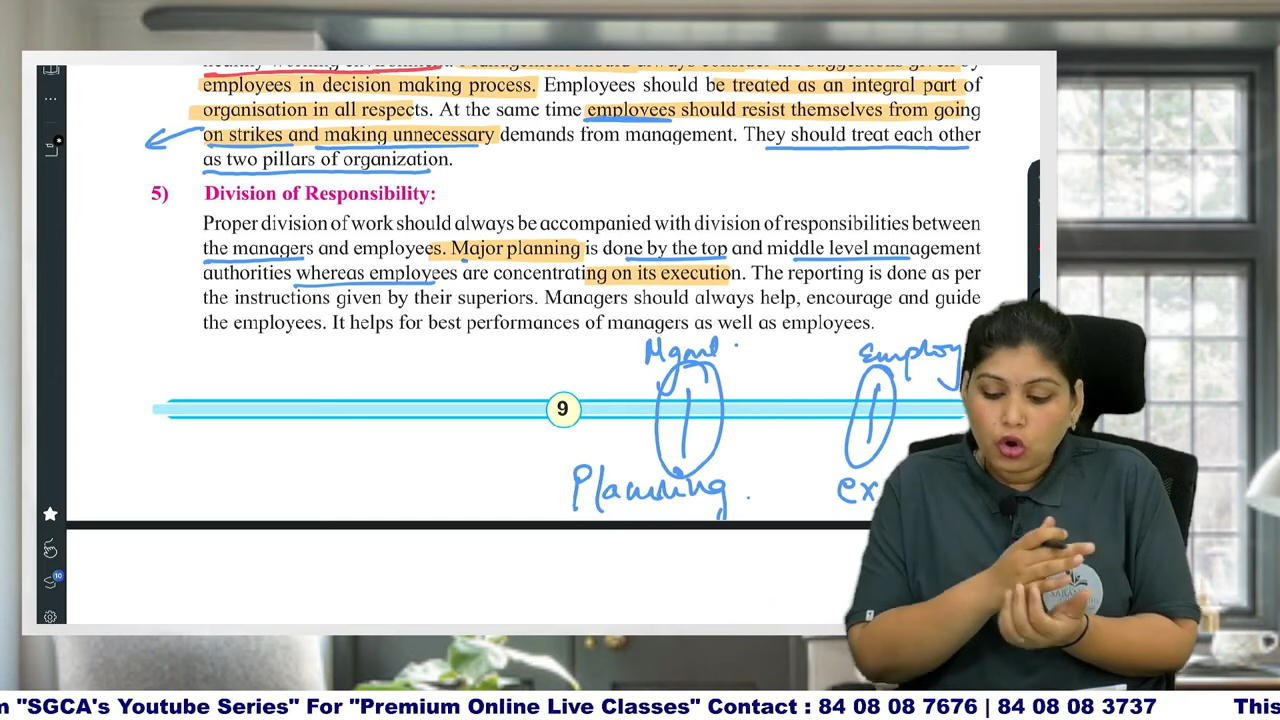 employees in decision making process. Employees should be treated as an integral part of
organisation in all respects. At the same time employees should resist themselves from going
on strikes and making unnecessary demands from management. They should treat each other
as two pillars of organization.
5) Division of Responsibility:
Proper division of work should always be accompanied with division of responsibilities between
the managers and employees. Major planning is done by the top and middle level management
authorities whereas employees are concentrating on its execution. The reporting is done as per
the instructions given by their superiors. Managers should always help, encourage and guide
the employees. It helps for best performances of managers as well as employees.
Mgmt Employ
9
Planning. ex
10
"SGCA's Youtube Series" For "Premium Online Live Classes" Contact : 84 08 08 7676 | 84 08 08 3737 This